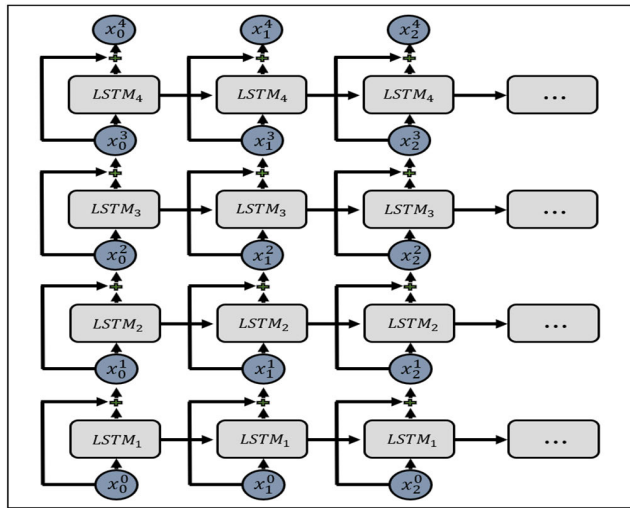 x_0^4 x_1^4 x_2^4
LSTM_4 LSTM_4 LSTM_4 ...
x_0^3 x_1^3 x_2^3
LSTM_3 LSTM_3 LSTM_3 ...
x_0^2 x_1^2 x_2^2
LSTM_2 LSTM_2 LSTM_2 ...
x_0^1 x_1^1 x_2^1
LSTM_1 LSTM_1 LSTM_1 ...
x_0^0 x_1^0 x_2^0